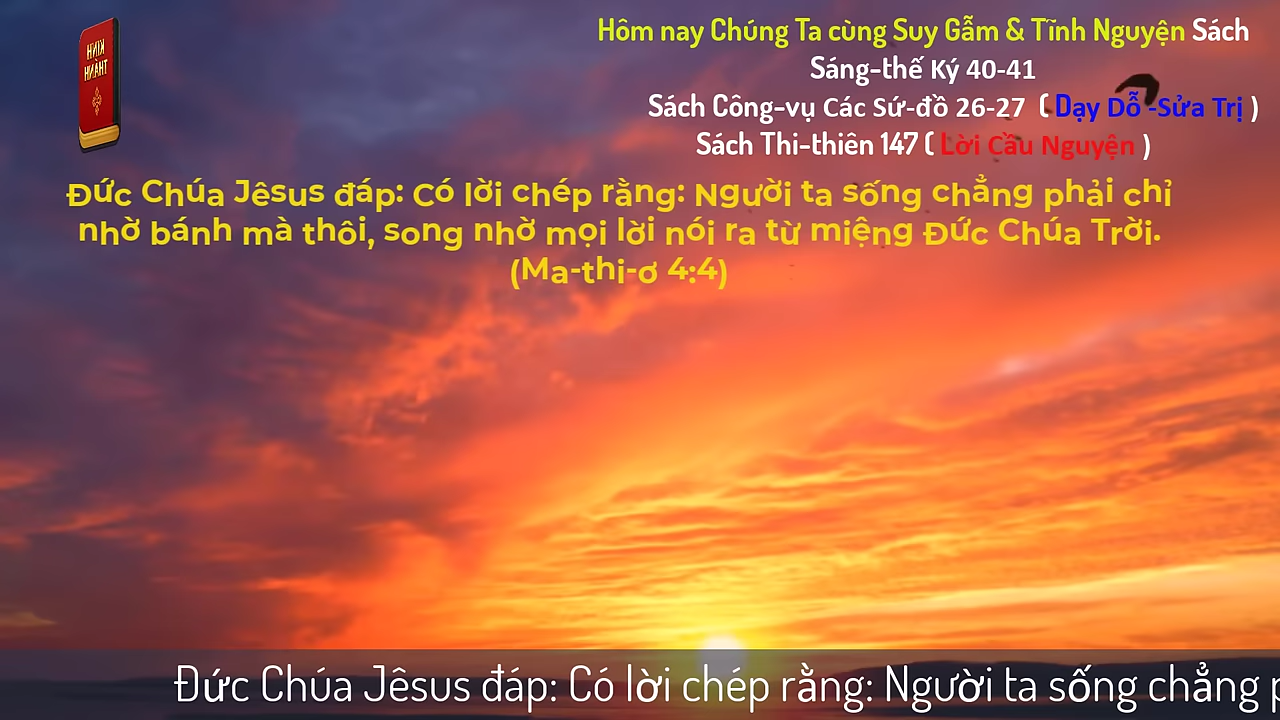 KINH
THÁNH
Hôm nay Chúng Ta cùng Suy Gẫm & Tĩnh Nguyện Sách
Sáng-thế Ký 40-41
Sách Công-vụ Các Sứ-đồ 26-27 ( Dạy Dỗ -Sửa Trị )
Sách Thi-thiên 147 ( Lời Cầu Nguyện )
Đức Chúa Jêsus đáp: Có lời chép rằng: Người ta sống chẳng phải chỉ
nhờ bánh mà thôi, song nhờ mọi lời nói ra từ miệng Đức Chúa Trời.
(Ma-thi-ơ 4:4)
Đức Chúa Jêsus đáp: Có lời chép rằng: Người ta sống chẳng p